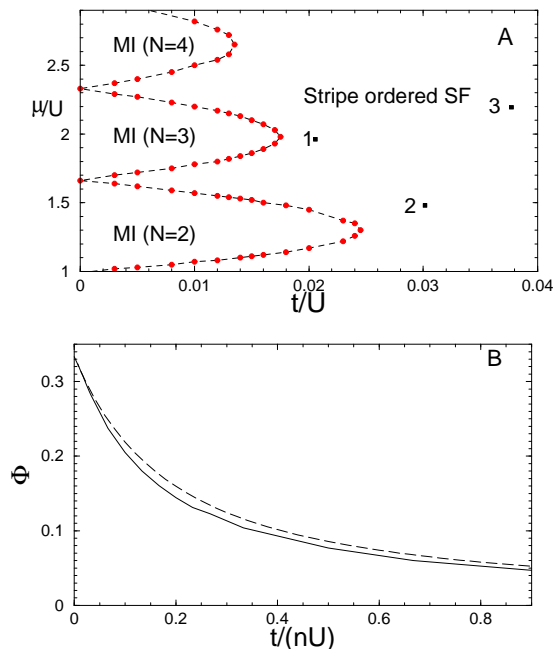 A
MI (N=4)
2.5
μ/U
Stripe ordered SF
3
2
MI (N=3)
1
2
MI (N=2)
1.5
1
0
0.01
0.02
0.03
0.04
t/U
B
0.3
Φ
0.2
0.1
0
0
0.2
0.4
0.6
0.8
t/(nU)